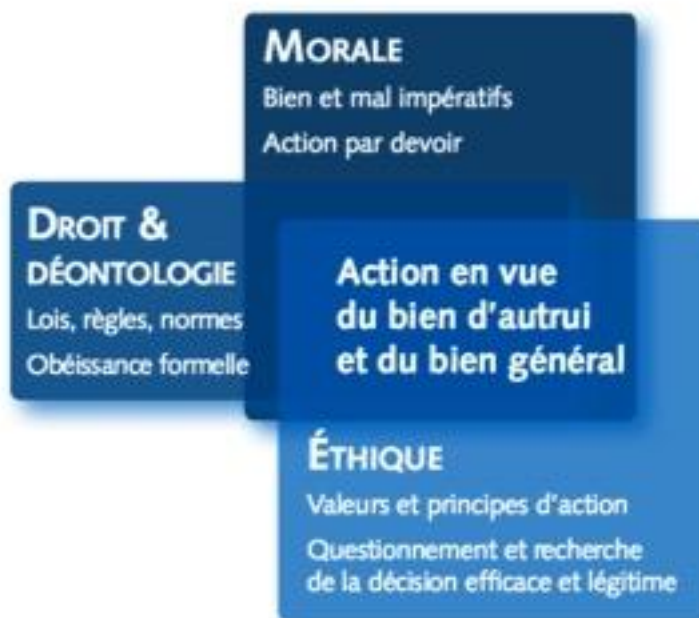 MORALE
Bien et mal impératifs
Action par devoir
DROIT &
DÉONTOLOGIE
Lois, règles, normes
Obéissance formelle
Action en vue
du bien d'autrui
et du bien général
ÉTHIQUE
Valeurs et principes d'action
Questionnement et recherche
de la décision efficace et légitime